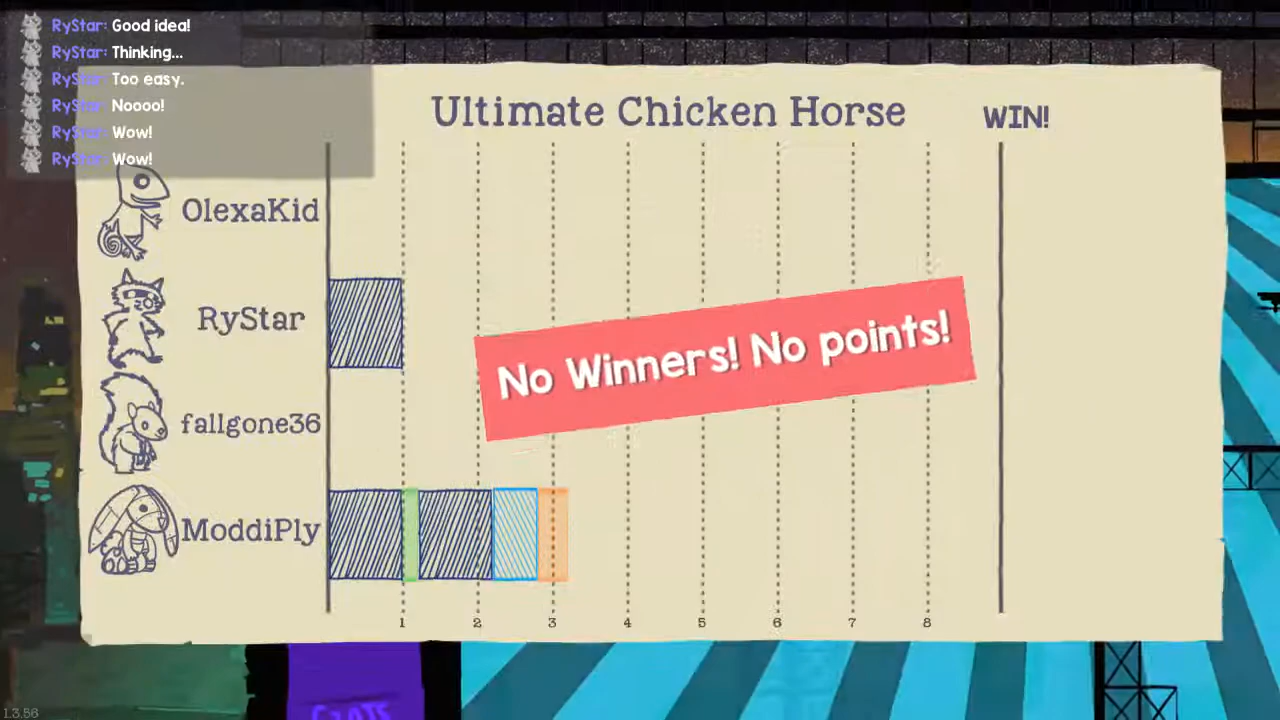 RyStar: Good idea!
RyStar: Thinking...
RyStar: Too easy.
RyStar: Noooo!
RyStar: Wow!
RyStar: Wow!
Ultimate Chicken Horse
WIN!
OlexaKid
RyStar
No Winners! No points!
fallgone36
ModdiPly
1 2 3 4 5 6 7 8
1.3.56